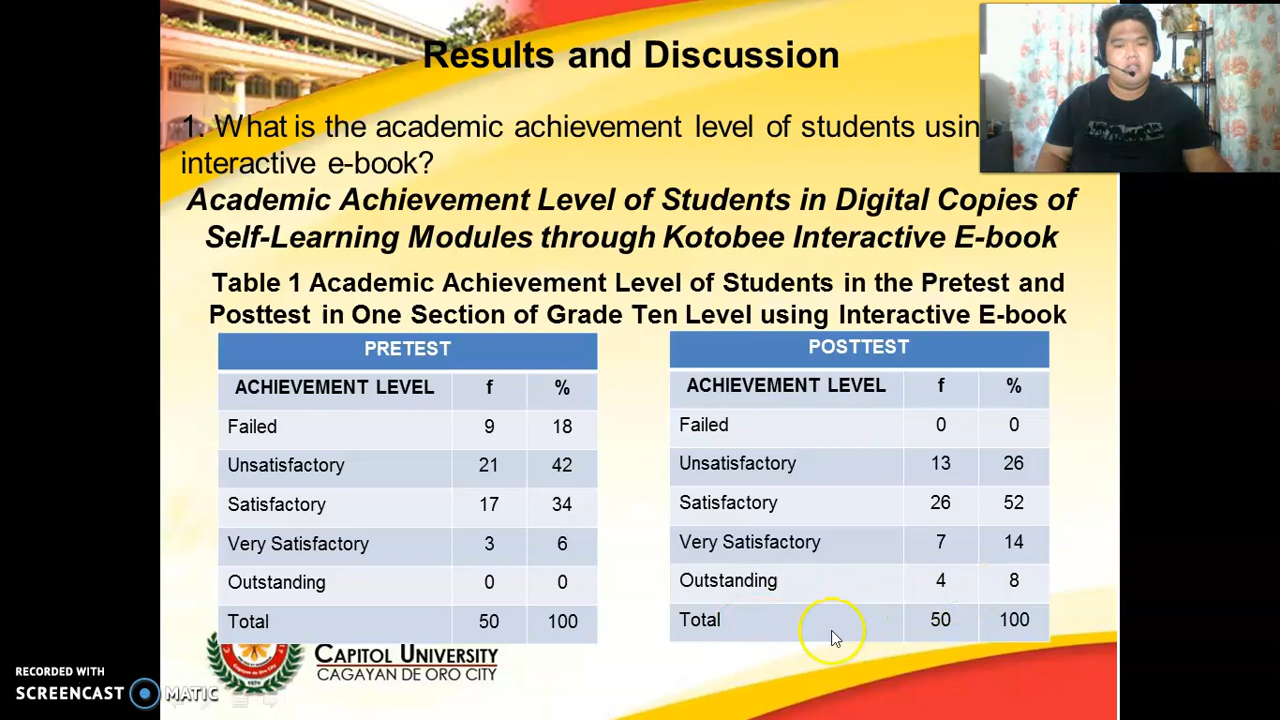 Results and Discussion
1. What is the academic achievement level of students usin
interactive e-book?
Academic Achievement Level of Students in Digital Copies of
Self-Learning Modules through Kotobee Interactive E-book
Table 1 Academic Achievement Level of Students in the Pretest and
Posttest in One Section of Grade Ten Level using Interactive E-book
PRETEST
ACHIEVEMENT LEVEL f %
Failed 9 18
Unsatisfactory 21 42
Satisfactory 17 34
Very Satisfactory 3 6
Outstanding 0 0
Total 50 100
POSTTEST
ACHIEVEMENT LEVEL f %
Failed 0 0
Unsatisfactory 13 26
Satisfactory 26 52
Very Satisfactory 7 14
Outstanding 4 8
Total 50 100
CAPITOL UNIVERSITY
CAGAYAN DE ORO CITY
RECORDED WITH
SCREENCAST MATIC